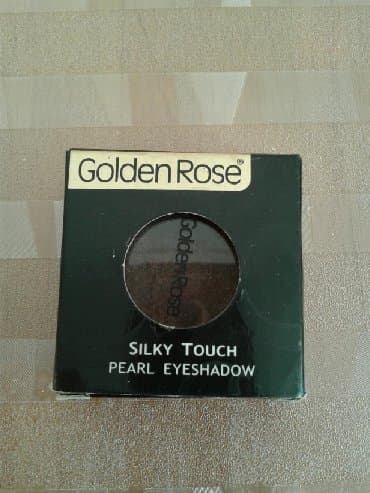 Golden Rose®
Golden Rose
SILKY TOUCH
PEARL EYESHADOW